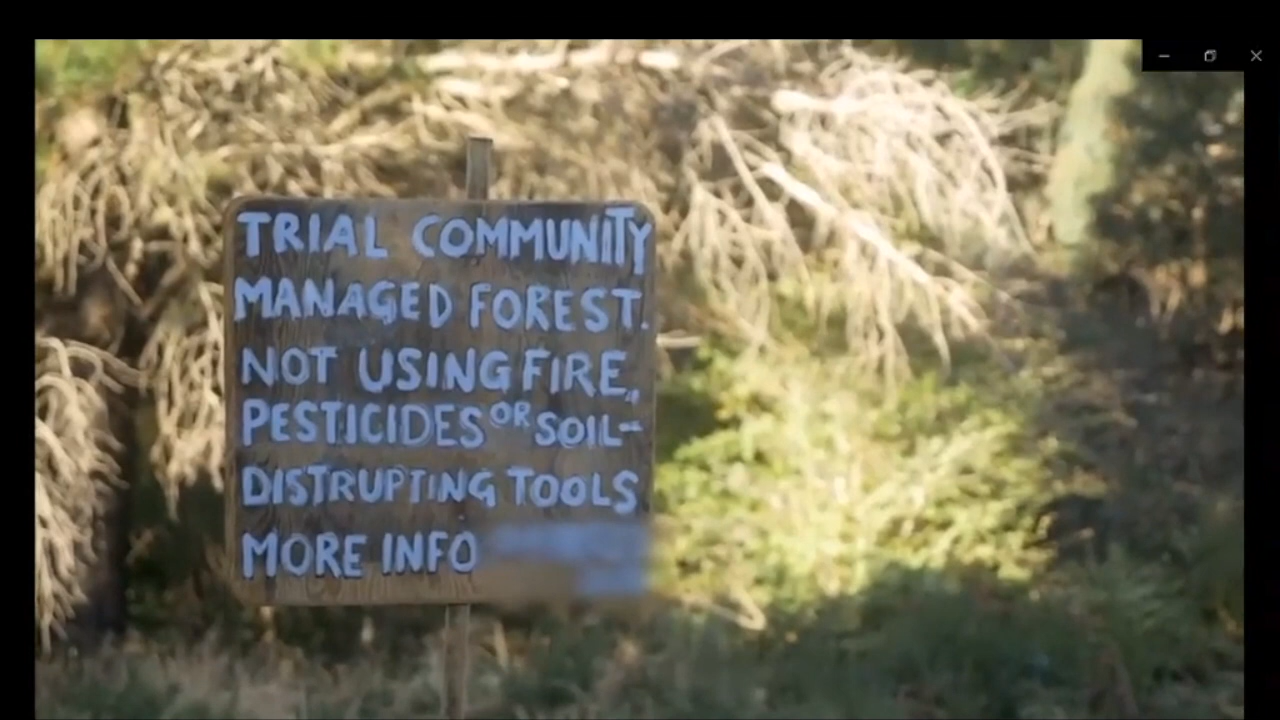 TRIAL COMMUNITY
MANAGED FOREST.
NOT USING FIRE,
PESTICIDES OR SOIL-
DISTRUPTING TOOLS
MORE INFO